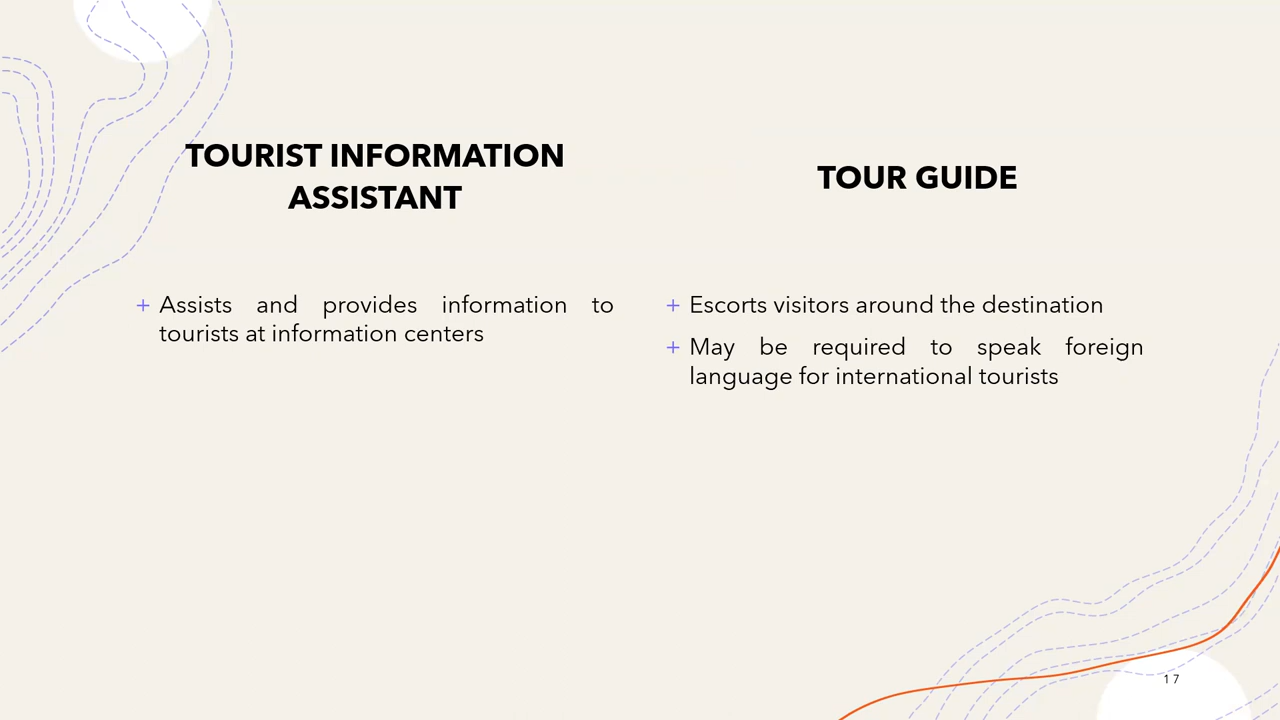 TOURIST INFORMATION
ASSISTANT
+ Assists and provides information to
tourists at information centers
TOUR GUIDE
+ Escorts visitors around the destination
+ May be required to speak foreign
language for international tourists
17